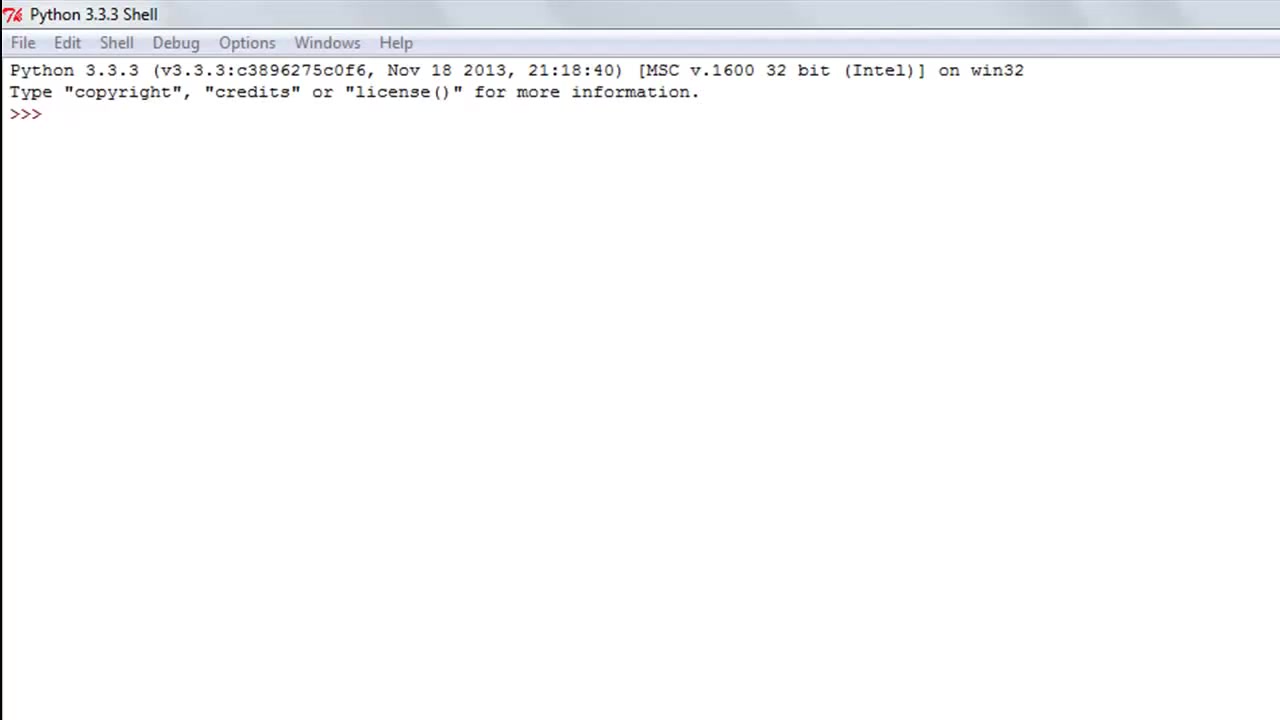 Python 3.3.3 Shell
File Edit Shell Debug Options Windows Help
Python 3.3.3 (v3.3.3:c3896275c0f6, Nov 18 2013, 21:18:40) [MSC v.1600 32 bit (Intel)] on win32
Type "copyright", "credits" or "license()" for more information.
>>>